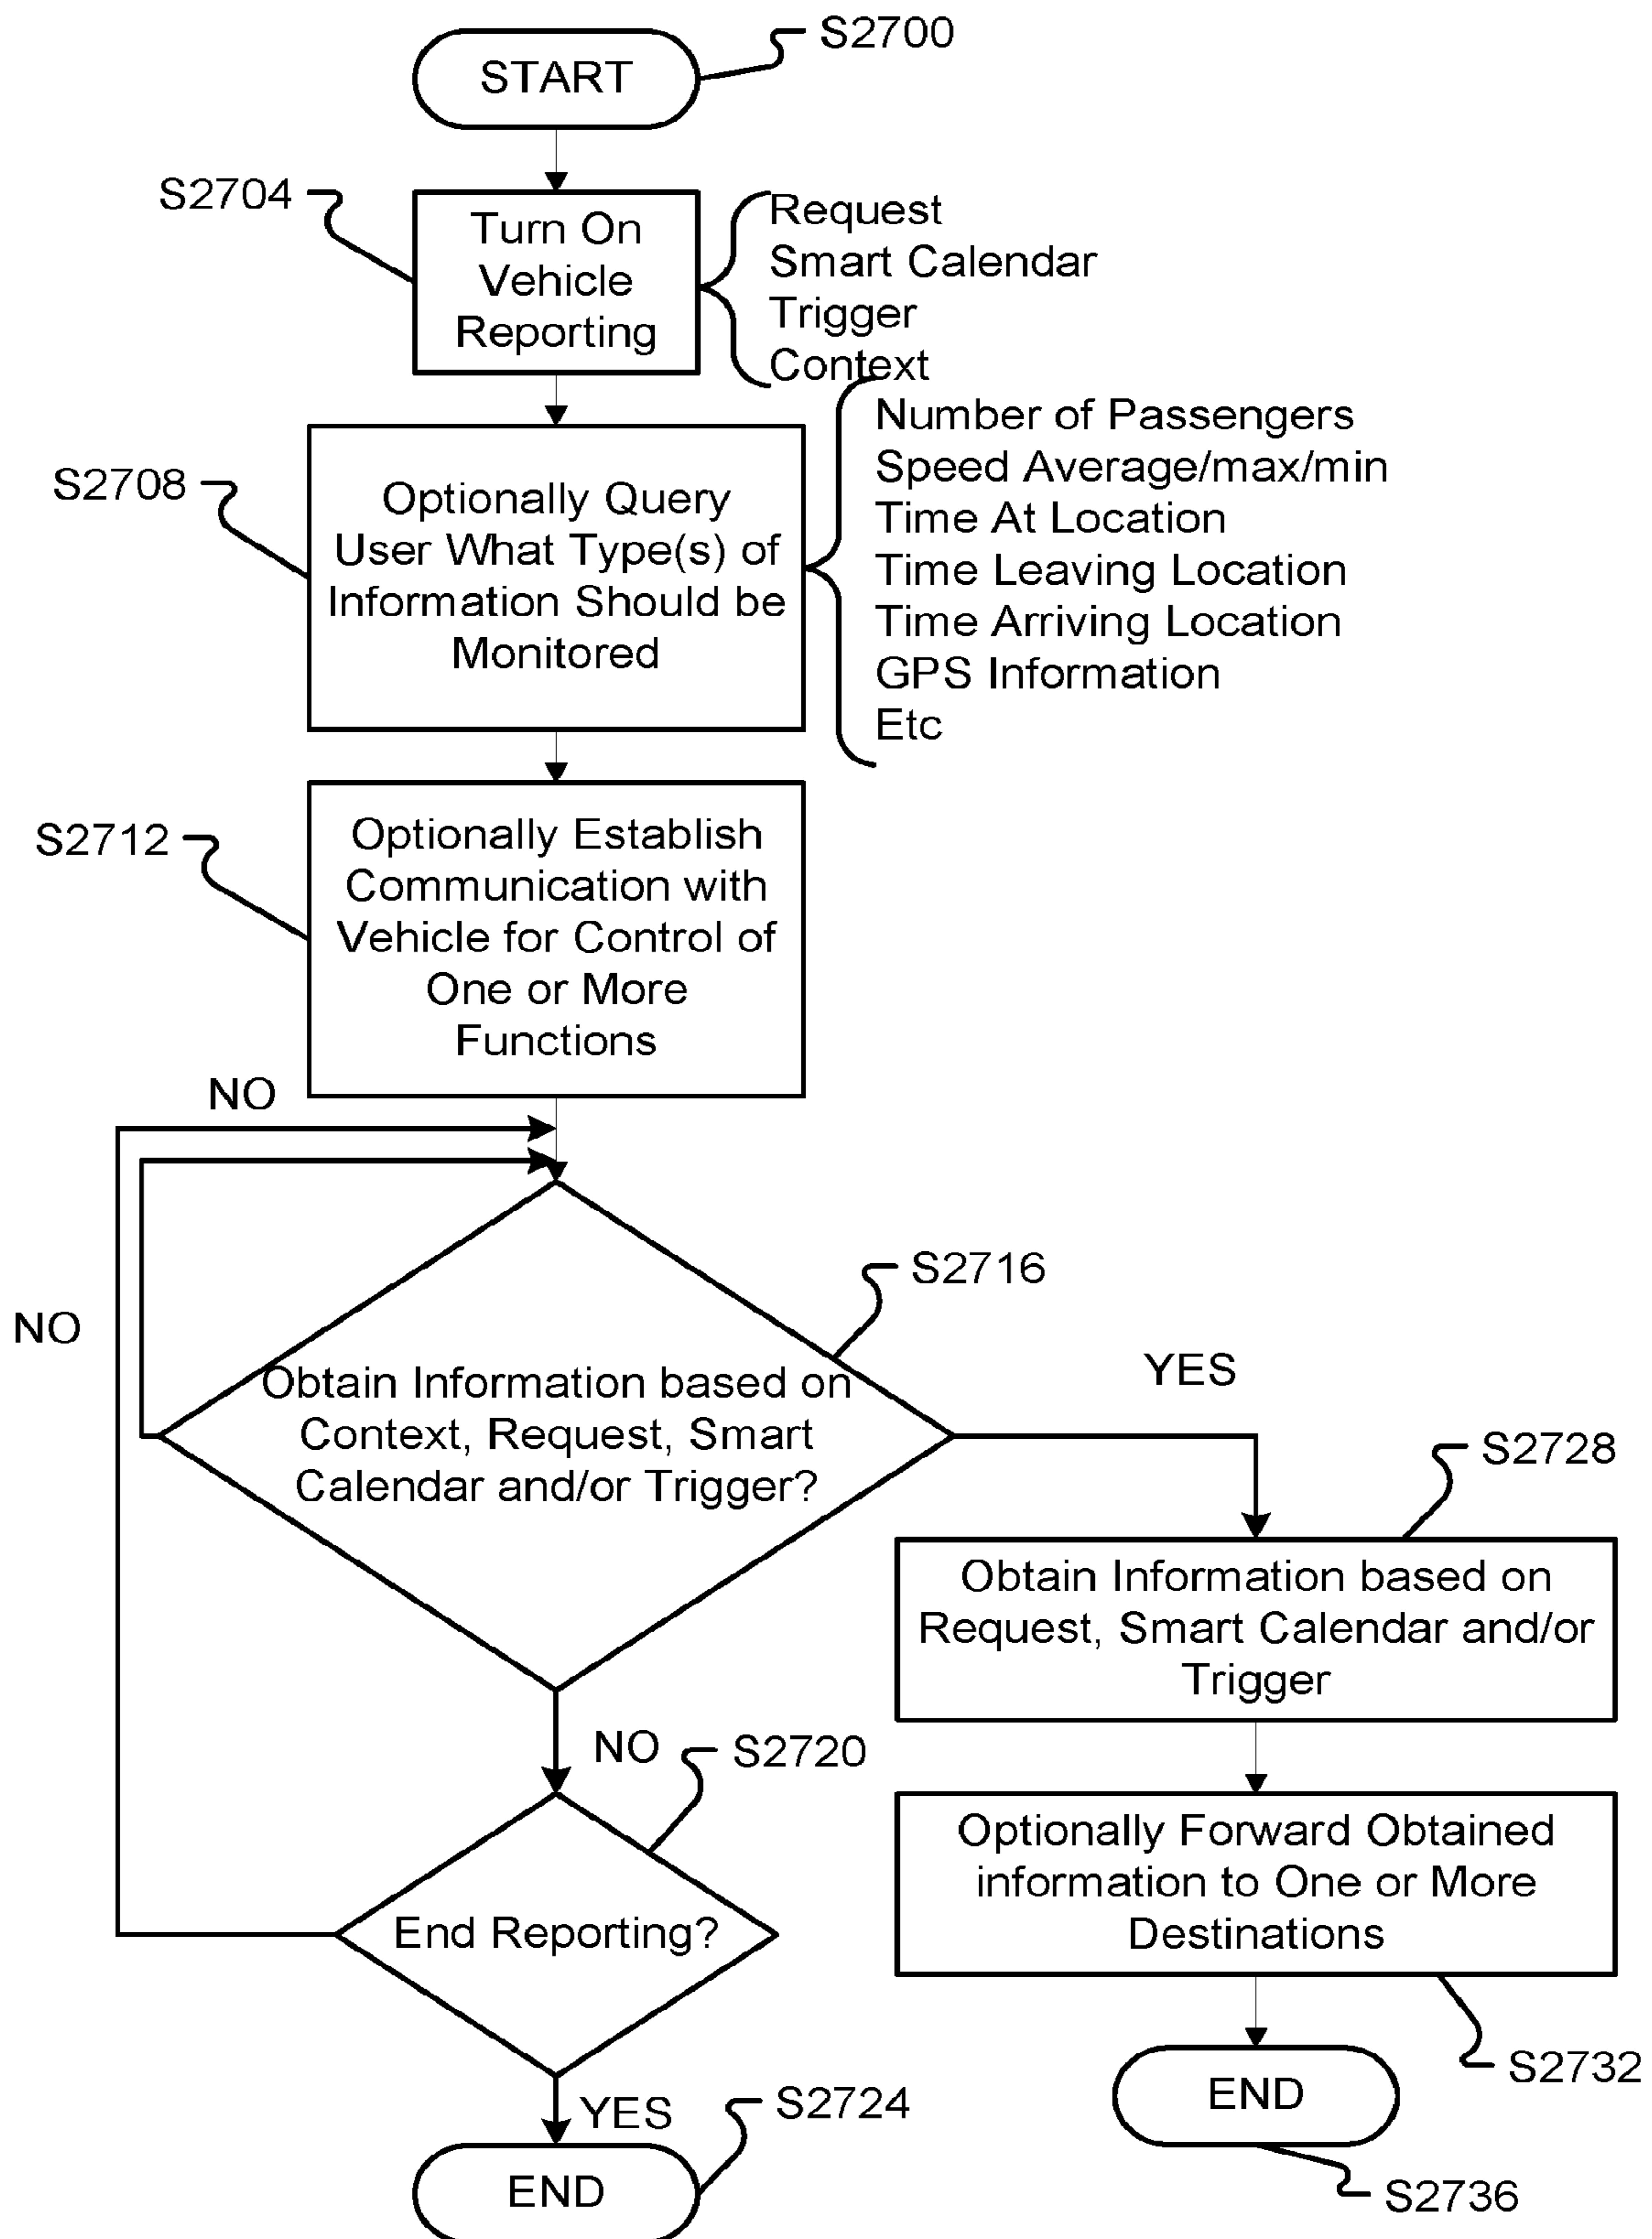 START
S2700
S2704
Turn On
Vehicle
Reporting
Request
Smart Calendar
Trigger
Context
S2708
Optionally Query
User What Type(s) of
Information Should be
Monitored
Number of Passengers
Speed Average/max/min
Time At Location
Time Leaving Location
Time Arriving Location
GPS Information
Etc
S2712
Optionally Establish
Communication with
Vehicle for Control of
One or More
Functions
NO
NO
S2716
Obtain Information based on
Context, Request, Smart
Calendar and/or Trigger?
YES
S2728
Obtain Information based on
Request, Smart Calendar and/or
Trigger
NO
S2720
End Reporting?
Optionally Forward Obtained
information to One or More
Destinations
S2732
YES
S2724
END
END
S2736